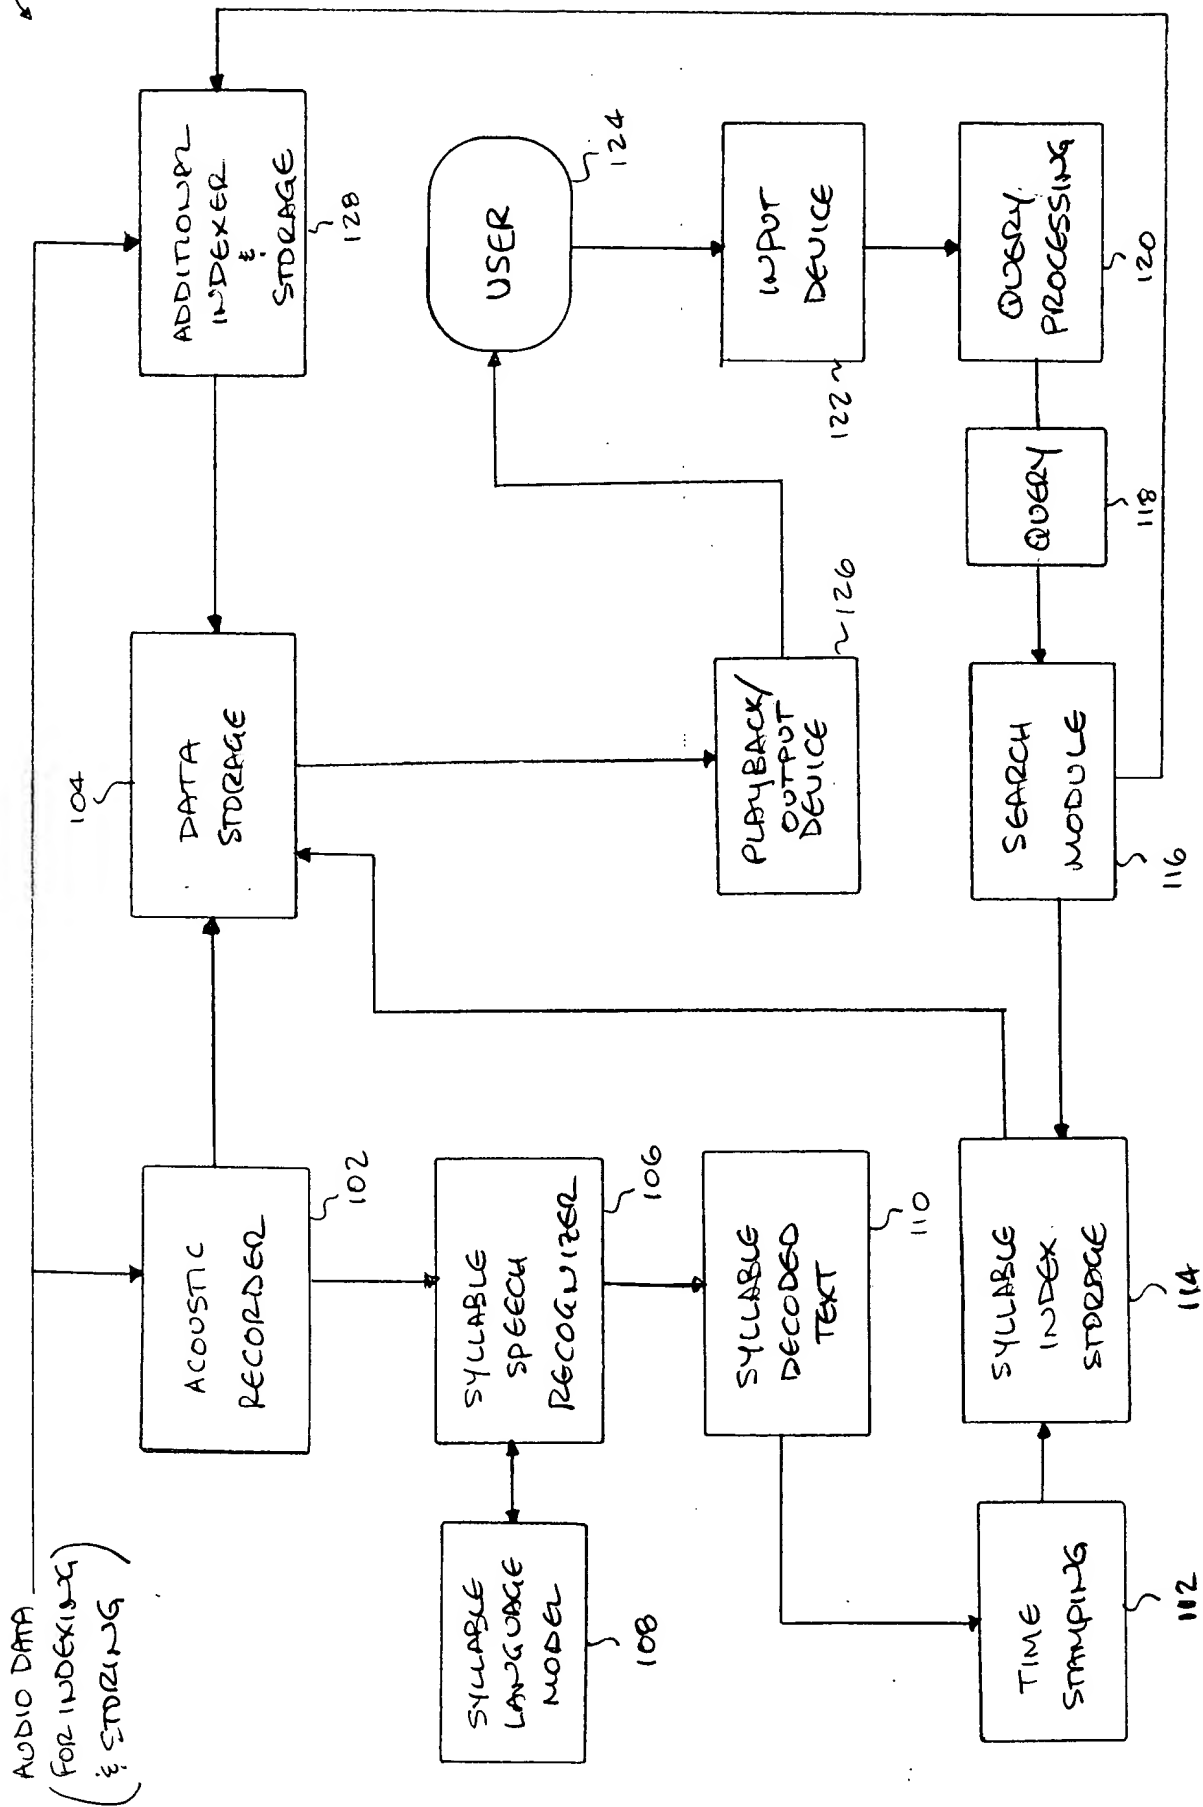 AUDIO DATA
(FOR INDEXING
& STORING)
ACOUSTIC
RECORDER
102
104
DATA
STORAGE
ADDITIONAL
INDEXER
&
STORAGE
128
SYLLABLE
LANGUAGE
MODEL
108
SYLLABLE
SPEECH
RECOGNIZER
106
USER
124
SYLLABLE
DECODED
TEXT
110
PLAYBACK/
OUTPUT
DEVICE
126
122
INPUT
DEVICE
TIME
STAMPING
112
SYLLABLE
INDEX
STORAGE
114
SEARCH
MODULE
116
QUERY
118
QUERY
PROCESSING
120